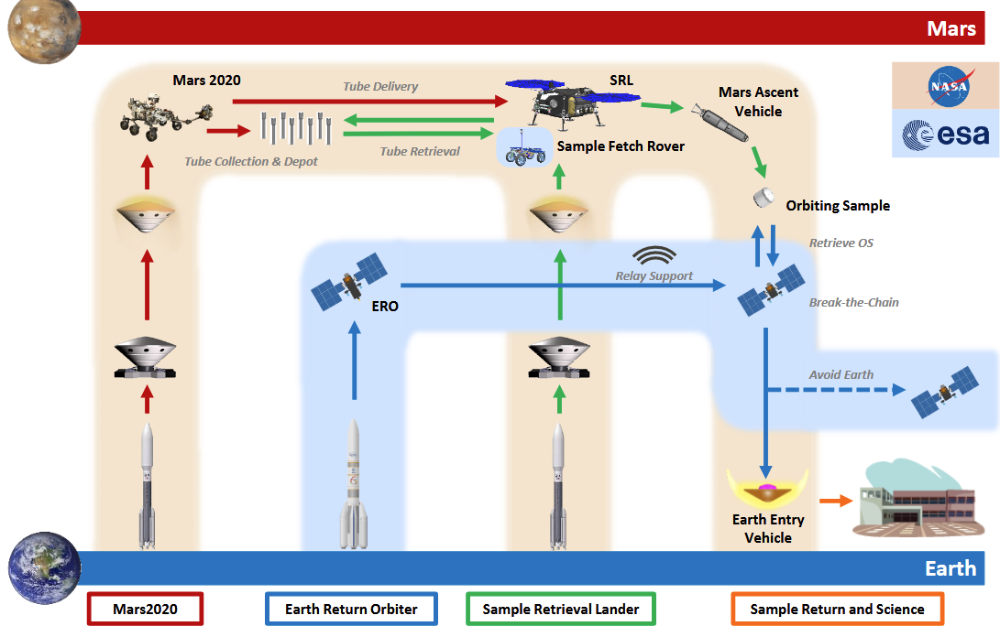 Mars
Mars 2020
Tube Delivery
SRL
Mars Ascent
Vehicle
NASA
esa
Tube Collection & Depot
Tube Retrieval
Sample Fetch Rover
Orbiting Sample
Retrieve OS
Relay Support
ERO
Break-the-Chain
Avoid Earth
Earth Entry
Vehicle
Earth
Mars2020
Earth Return Orbiter
Sample Retrieval Lander
Sample Return and Science